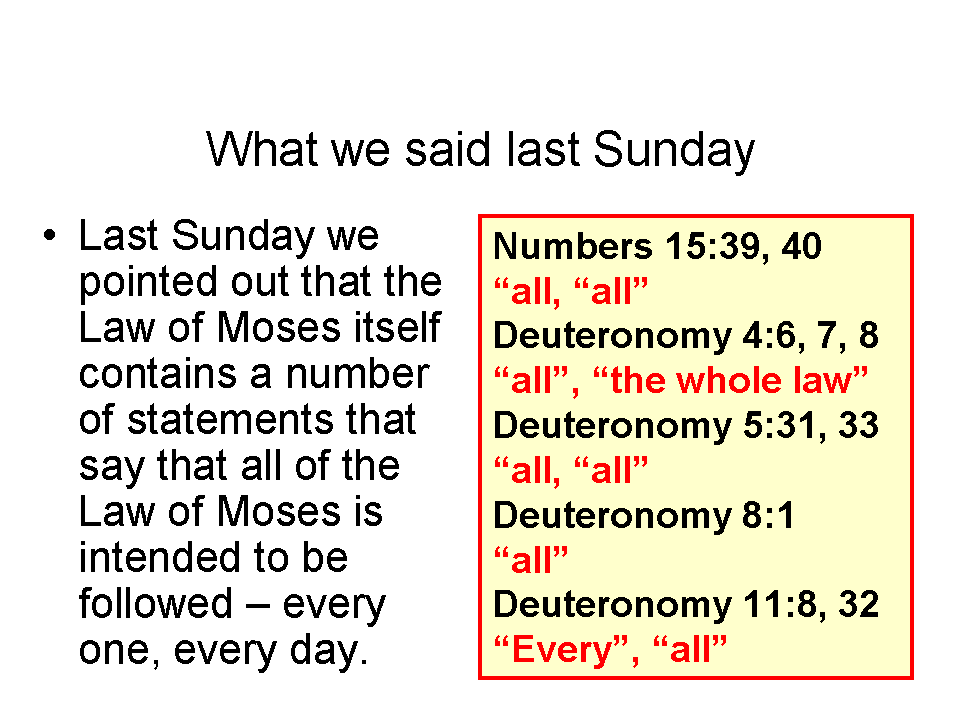 What we said last Sunday
• Last Sunday we
pointed out that the
Law of Moses itself
contains a number
of statements that
say that all of the
Law of Moses is
intended to be
followed – every
one, every day.
Numbers 15:39, 40
“all, “all”
Deuteronomy 4:6, 7, 8
“all”, “the whole law”
Deuteronomy 5:31, 33
“all, “all”
Deuteronomy 8:1
“all”
Deuteronomy 11:8, 32
“Every”, “all”